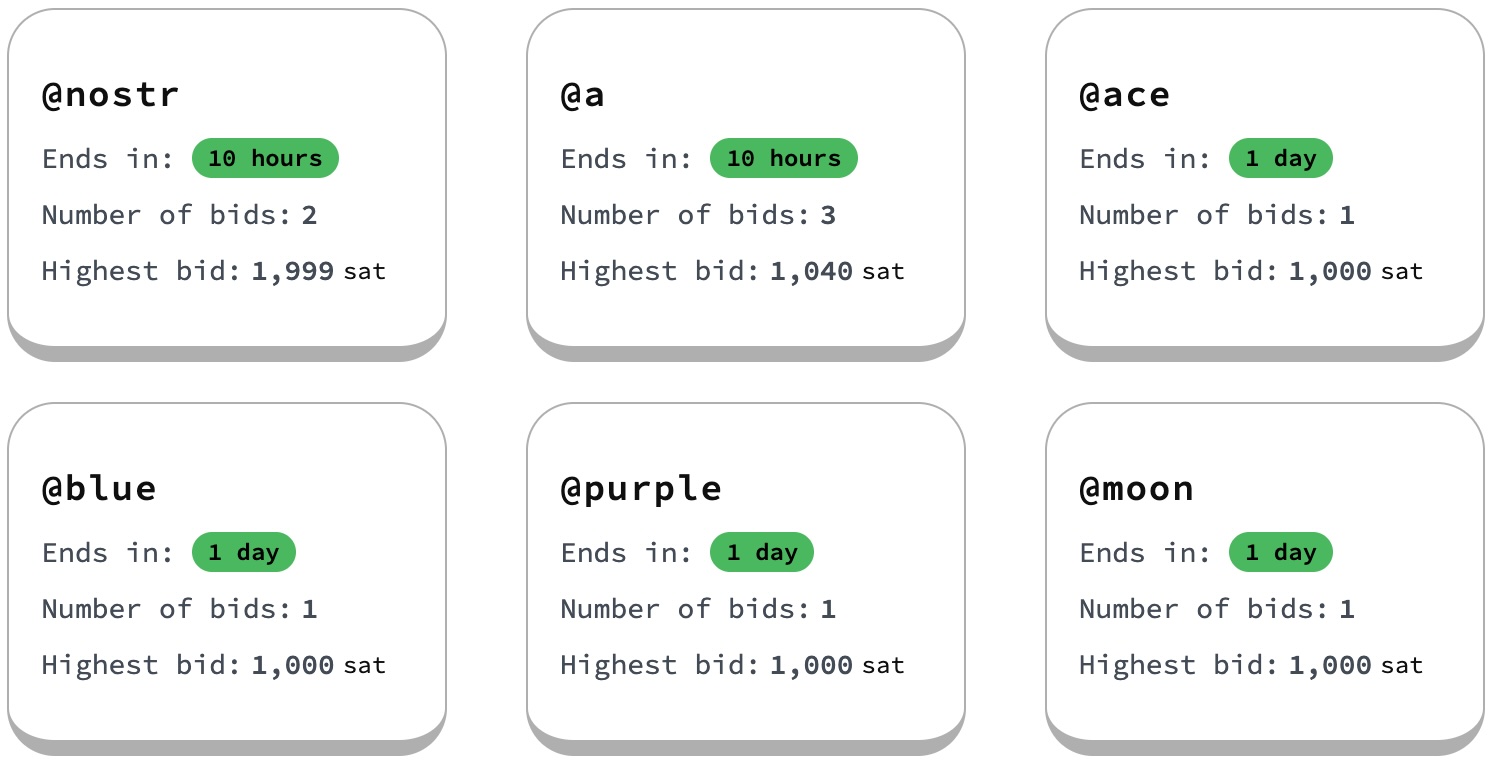 @nostr
Ends in: 10 hours
Number of bids: 2
Highest bid: 1,999 sat
@a
Ends in: 10 hours
Number of bids: 3
Highest bid: 1,040 sat
@ace
Ends in: 1 day
Number of bids: 1
Highest bid: 1,000 sat
@blue
Ends in: 1 day
Number of bids: 1
Highest bid: 1,000 sat
@purple
Ends in: 1 day
Number of bids: 1
Highest bid: 1,000 sat
@moon
Ends in: 1 day
Number of bids: 1
Highest bid: 1,000 sat